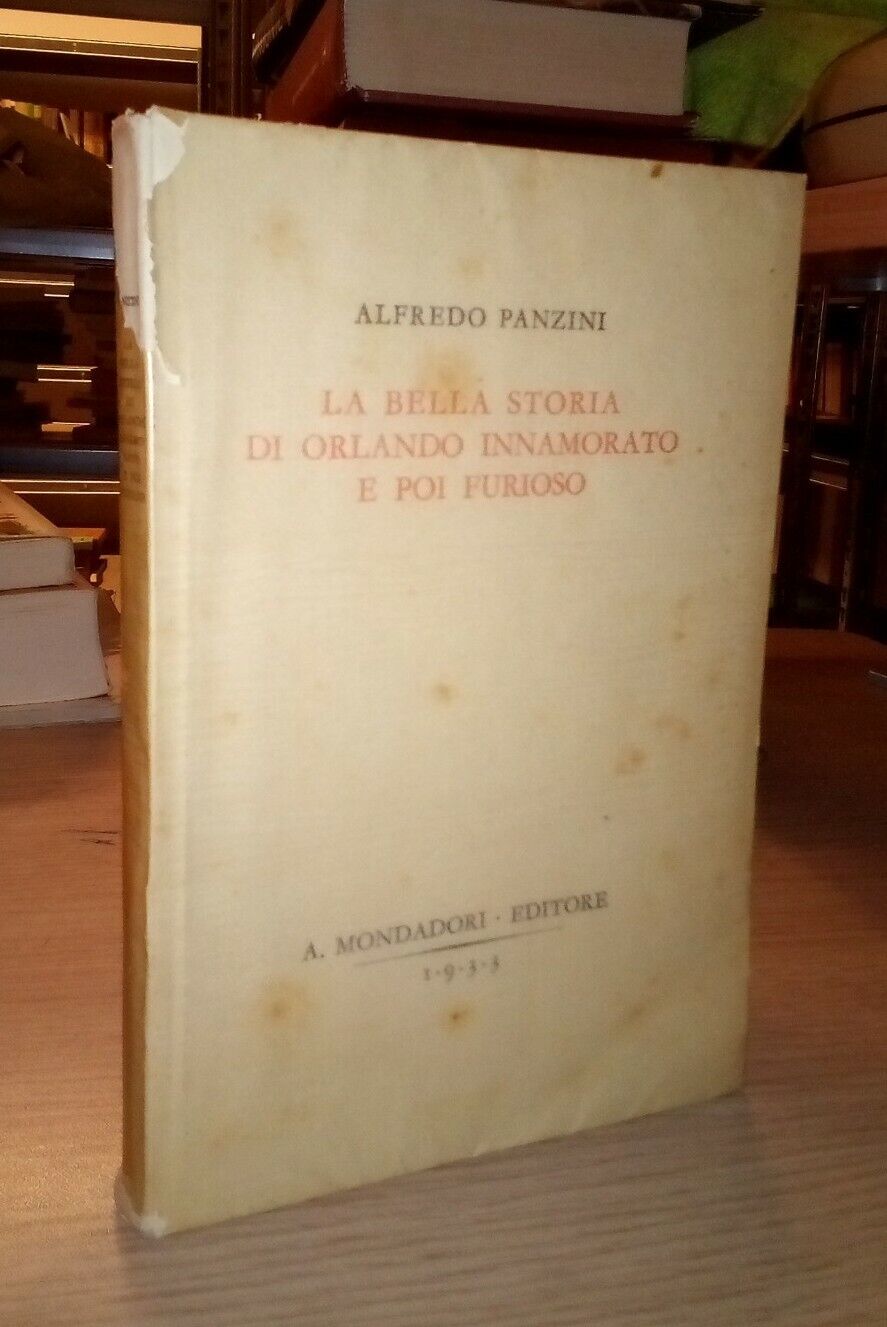 ALFREDO PANZINI
LA BELLA STORIA
DI ORLANDO INNAMORATO
E POI FURIOSO
A. MONDADORI · EDITORE
1·9·3·3